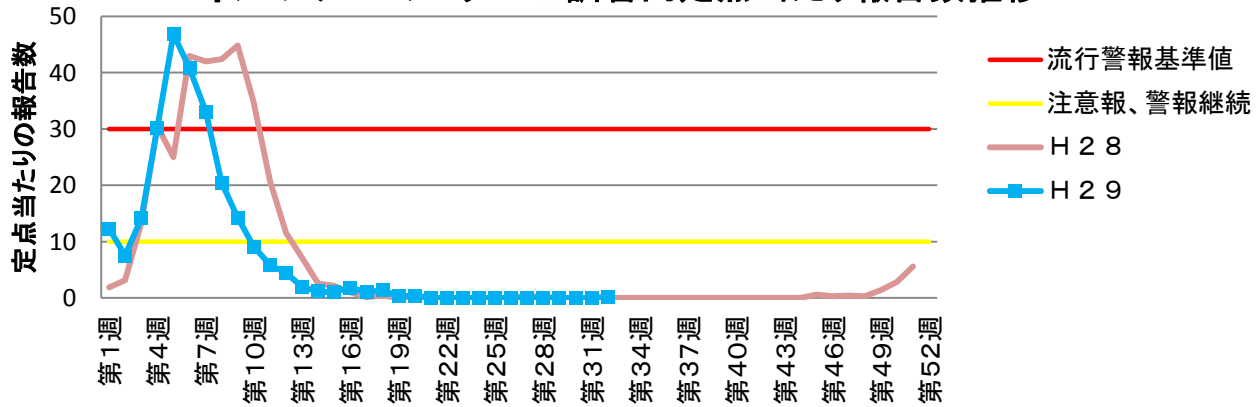 50
40
30
20
10
0
定点当たりの報告数
第1週
第4週
第7週
第10週
第13週
第16週
第19週
第22週
第25週
第28週
第31週
第34週
第37週
第40週
第43週
第46週
第49週
第52週
流行警報基準値
注意報、警報継続
Ｈ２８
Ｈ２９